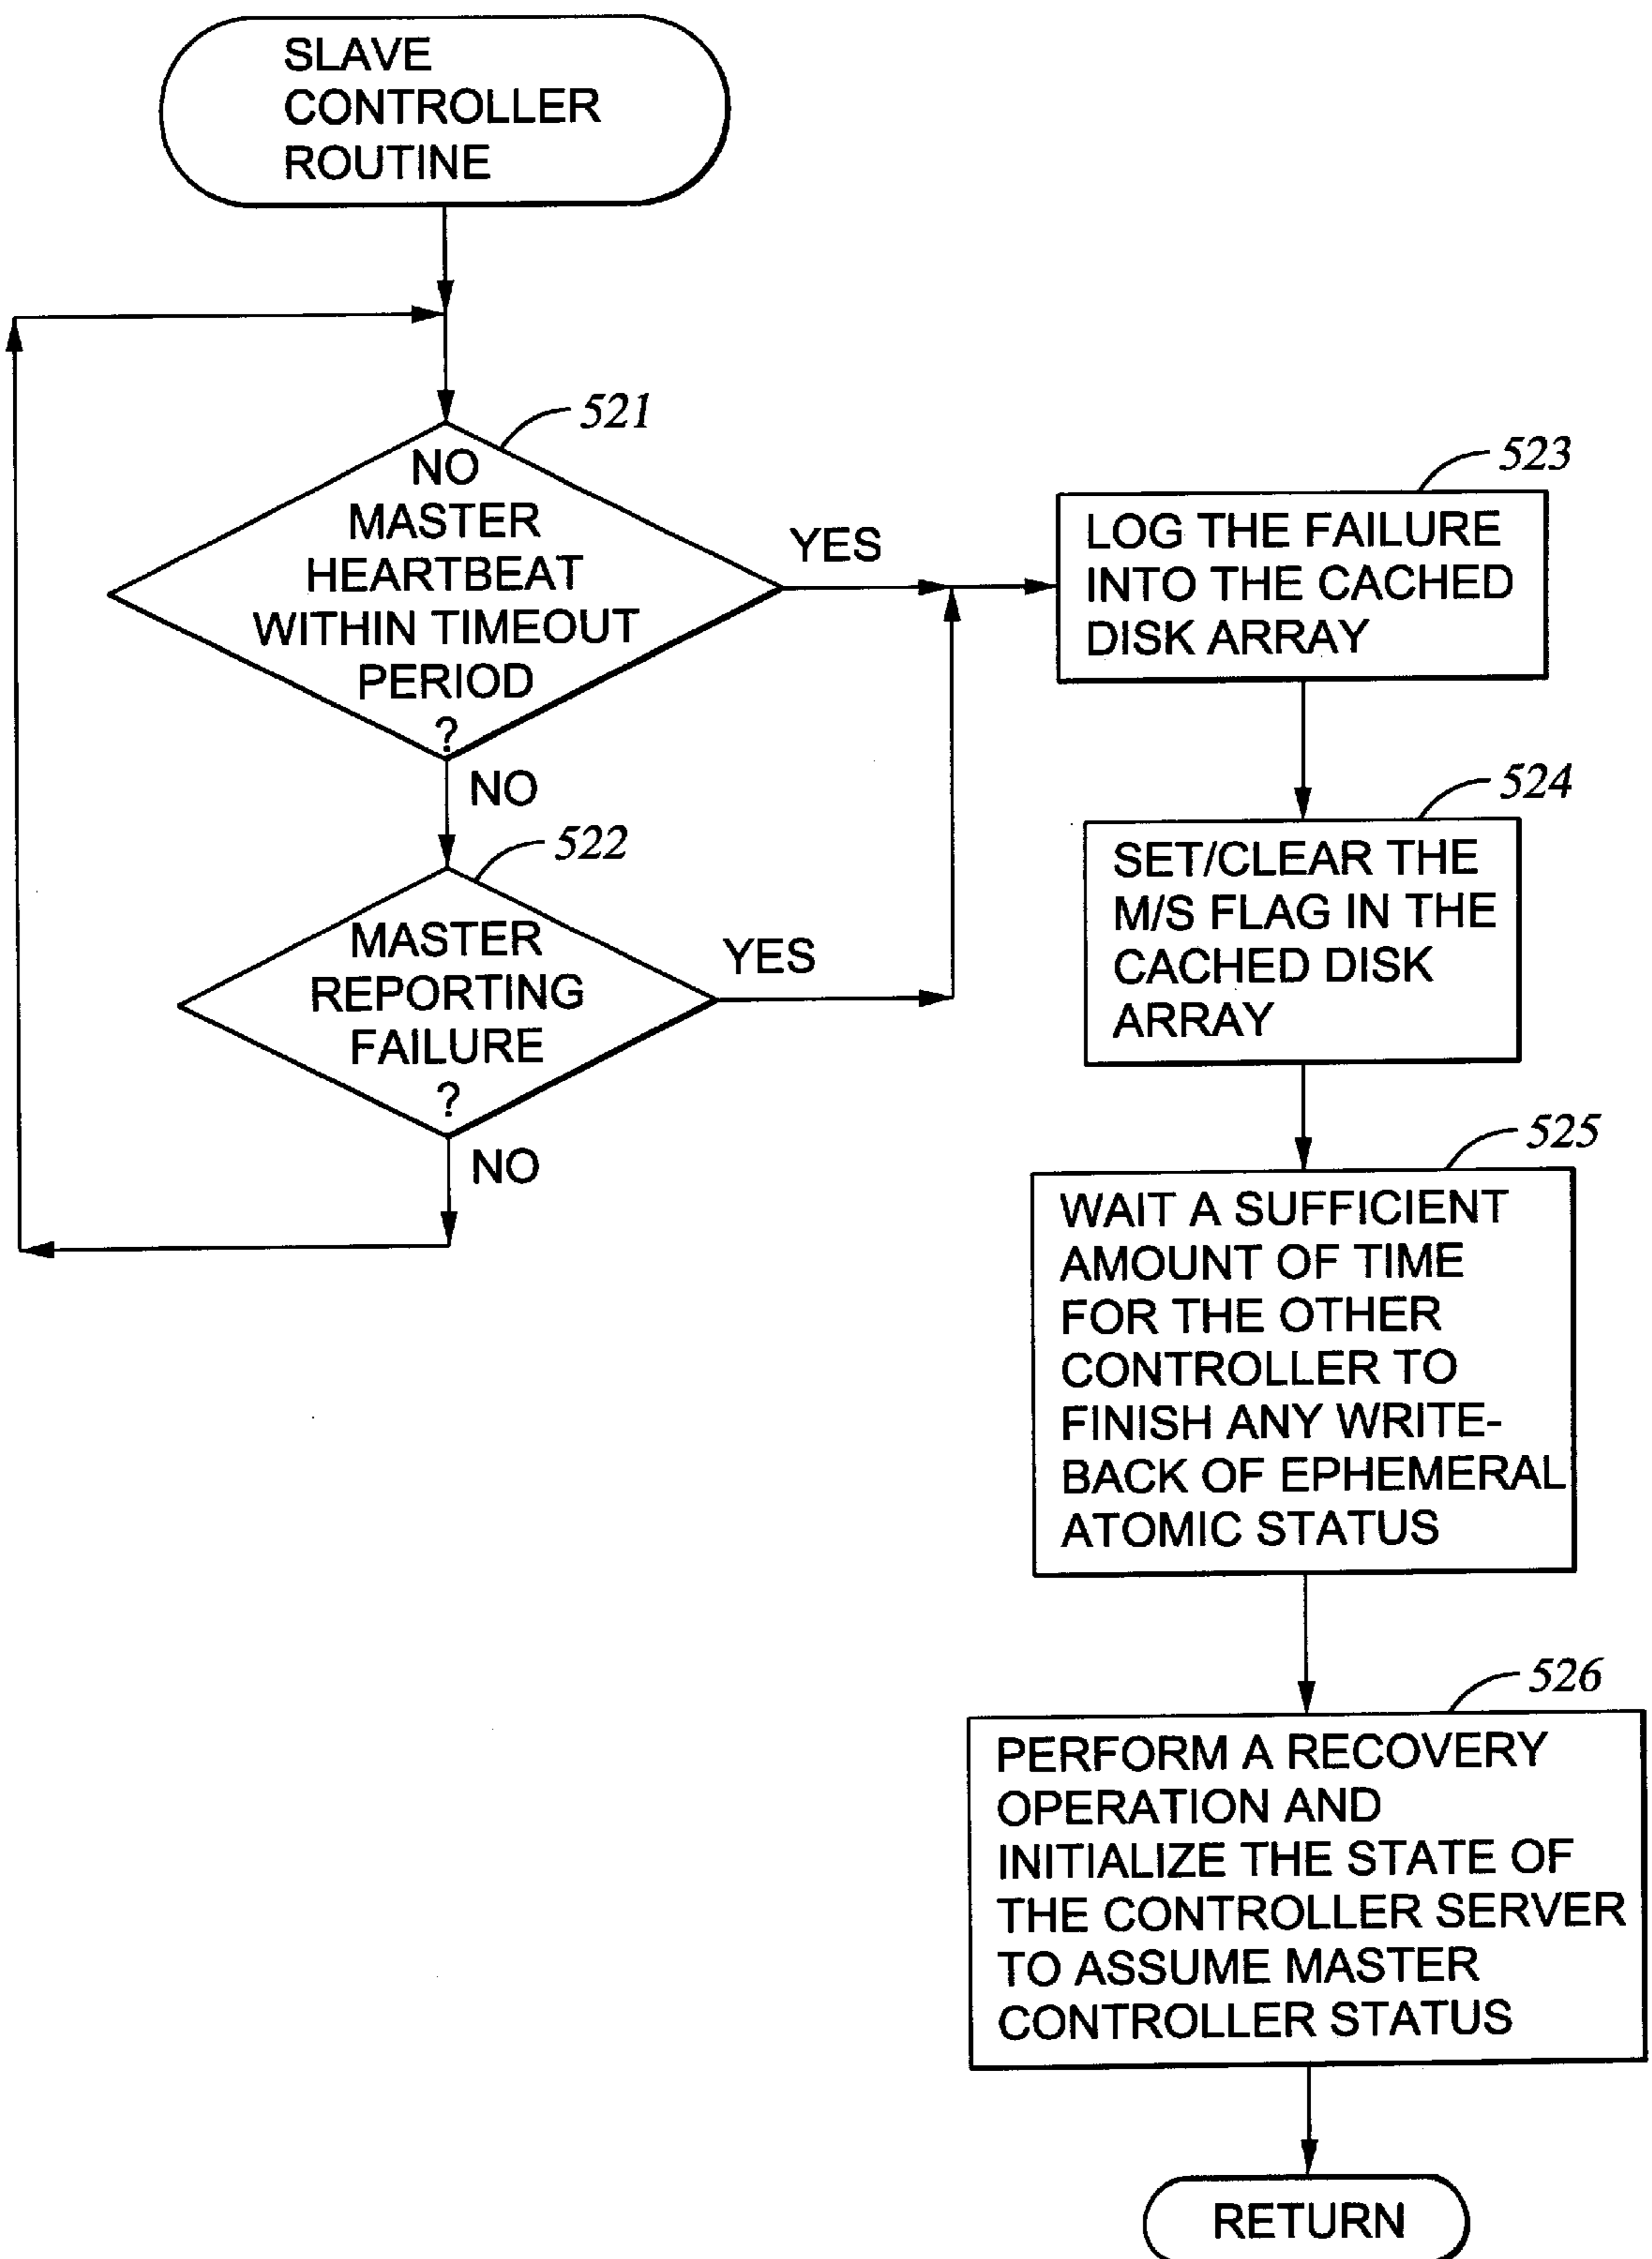 SLAVE
CONTROLLER
ROUTINE
521
NO
MASTER
HEARTBEAT
WITHIN TIMEOUT
PERIOD
?
YES
NO
522
MASTER
REPORTING
FAILURE
?
YES
NO
523
LOG THE FAILURE
INTO THE CACHED
DISK ARRAY
524
SET/CLEAR THE
M/S FLAG IN THE
CACHED DISK
ARRAY
525
WAIT A SUFFICIENT
AMOUNT OF TIME
FOR THE OTHER
CONTROLLER TO
FINISH ANY WRITE-
BACK OF EPHEMERAL
ATOMIC STATUS
526
PERFORM A RECOVERY
OPERATION AND
INITIALIZE THE STATE OF
THE CONTROLLER SERVER
TO ASSUME MASTER
CONTROLLER STATUS
RETURN